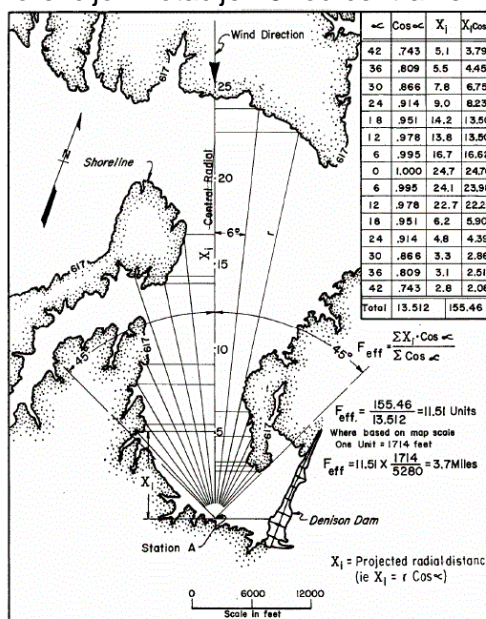 ∝ Cos∝ Xi XiCos
42 .743 5.1 3.79
36 .809 5.5 4.45
30 .866 7.8 6.75
24 .914 9.0 8.23
18 .951 14.2 13.50
12 .978 13.8 13.50
6 .995 16.7 16.62
0 1.000 24.7 24.7
6 .995 24.1 23.9
12 .978 22.7 22.2
18 .951 6.2 5.90
24 .914 4.8 4.39
30 .866 3.3 2.86
36 .809 3.1 2.51
42 .743 2.8 2.08
Total 13.512 155.46
Wind Direction
617
25
617
N
Shoreline
Central Radial
20
Xi
6°
r
15
617
617
10
45°
45°
5
617
Xi
Station A
Denison Dam
Feff = ΣXi·Cos∝ / ΣCos∝
Feff. = 155.46 / 13.512 = 11.51 Units
Where based on map scale
One Unit = 1714 feet
Feff = 11.51 X 1714 / 5280 = 3.7Miles
Xi = Projected radial distanc
(ie Xi = r Cos∝)
0 6000 12000
Scale in feet